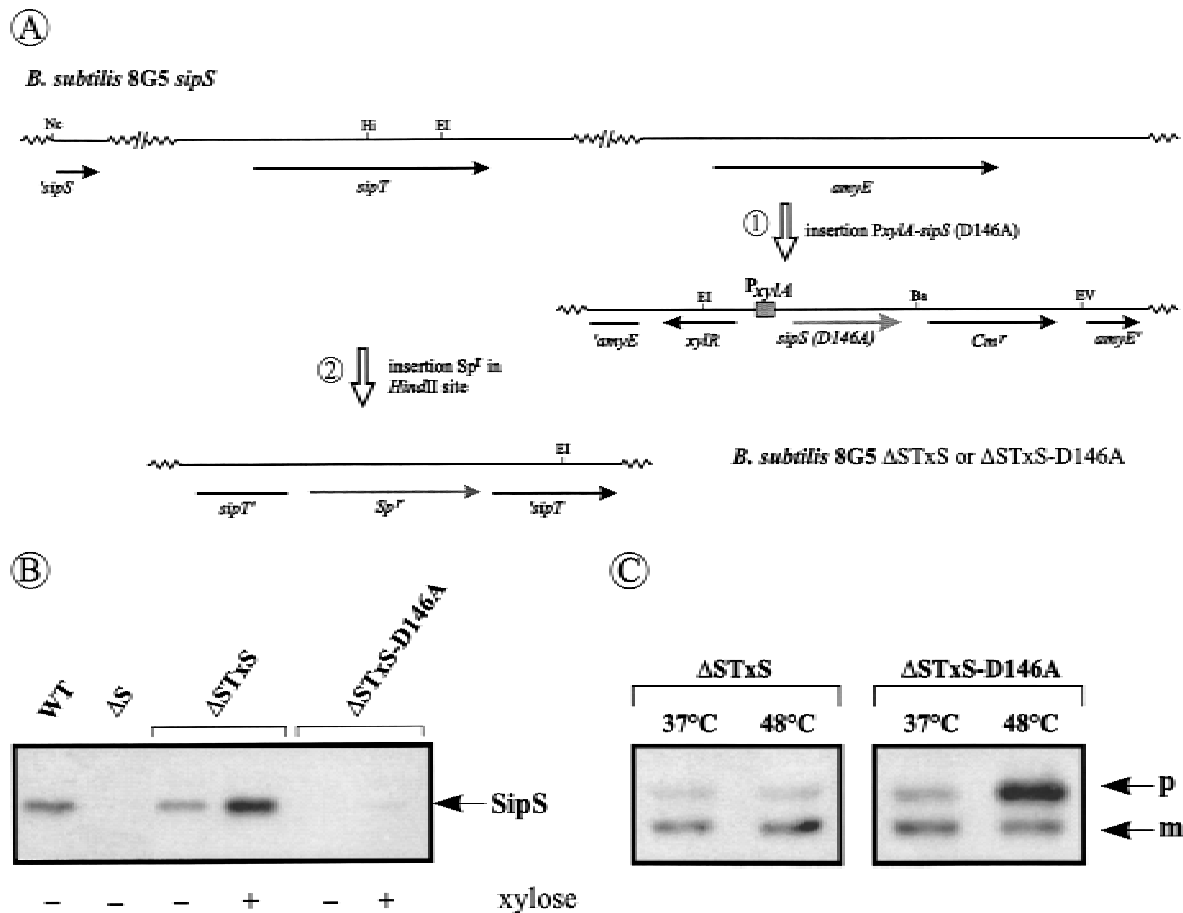 A
B. subtilis 8G5 sipS
Nc Hi EI
'sipS sipT amyE
① insertion PxylA-sipS (D146A)
EI PxylA Ba EV
'amyE xylR sipS (D146A) Cmr amyE'
② insertion Spr in
HindII site
EI
sipT' Spr 'sipT
B. subtilis 8G5 ΔSTxS or ΔSTxS-D146A
B
WT ΔS ΔSTxS ΔSTxS-D146A
SipS
– – – + – + xylose
C
ΔSTxS ΔSTxS-D146A
37°C 48°C 37°C 48°C
p
m